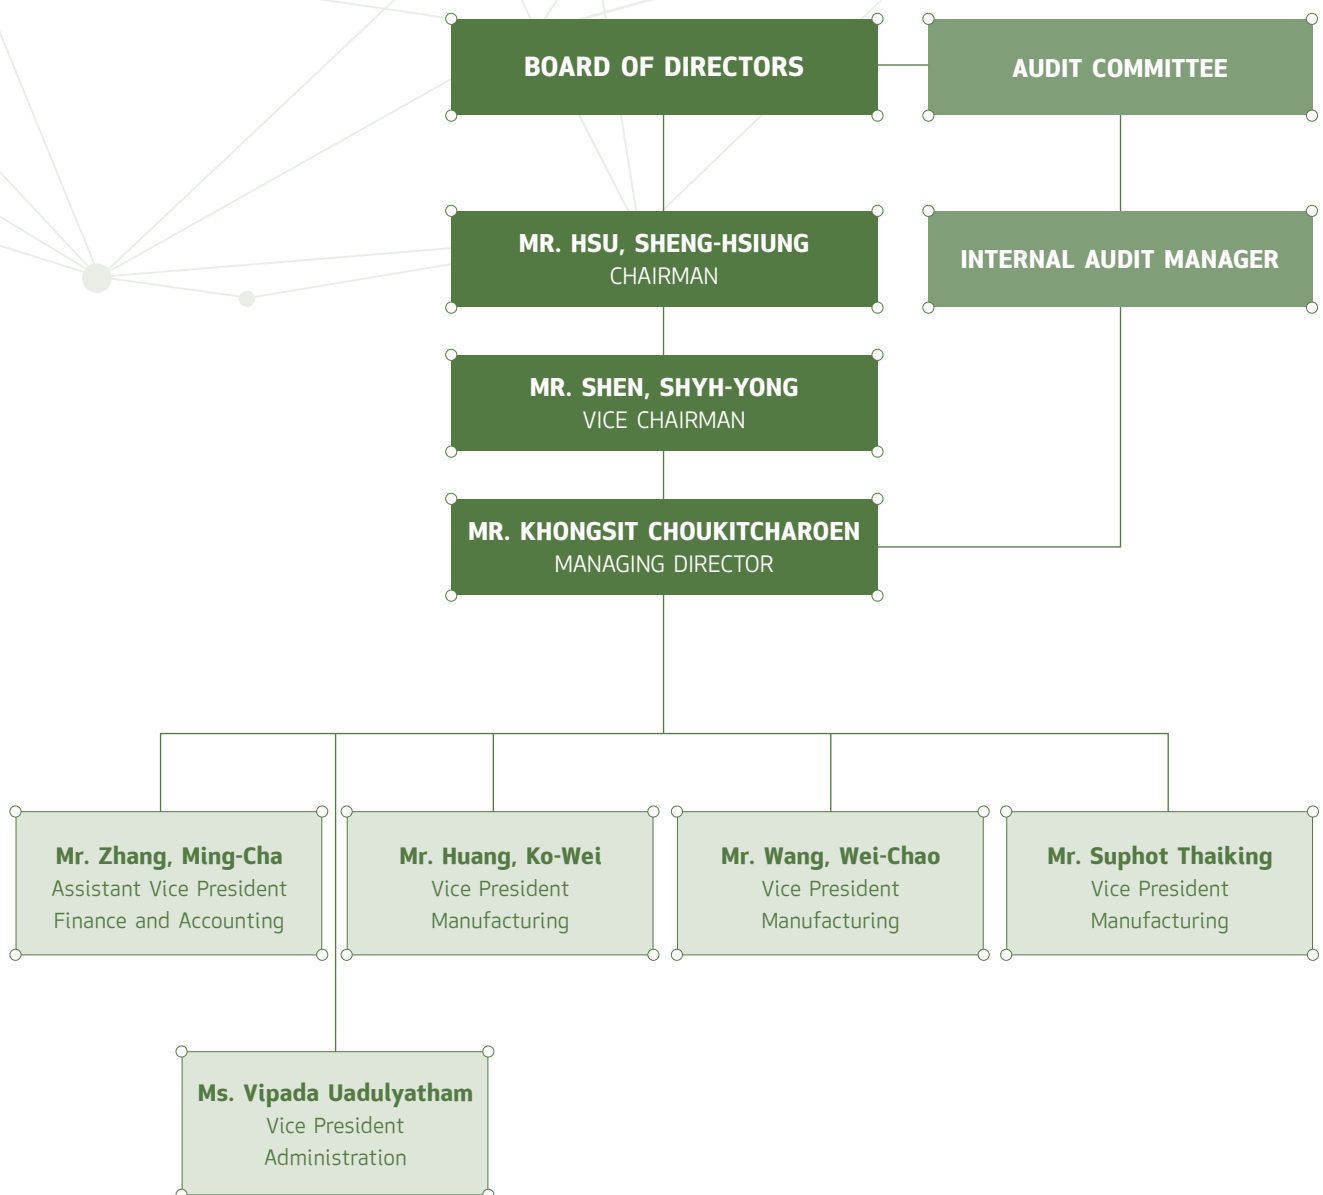 BOARD OF DIRECTORS
AUDIT COMMITTEE
MR. HSU, SHENG-HSIUNG
CHAIRMAN
INTERNAL AUDIT MANAGER
MR. SHEN, SHYH-YONG
VICE CHAIRMAN
MR. KHONGSIT CHOUKITCHAROEN
MANAGING DIRECTOR
Mr. Zhang, Ming-Cha
Assistant Vice President
Finance and Accounting
Mr. Huang, Ko-Wei
Vice President
Manufacturing
Mr. Wang, Wei-Chao
Vice President
Manufacturing
Mr. Suphot Thaiking
Vice President
Manufacturing
Ms. Vipada Uadulyatham
Vice President
Administration